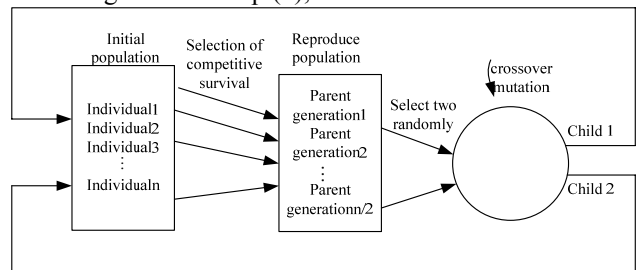 Initial
population
Selection of
competitive
survival
Reproduce
population
Individual1
Individual2
Individual3
⋮
Individualn
Parent
generation1
Parent
generation2
⋮
Parent
generationn/2
Select two
randomly
crossover
mutation
Child 1
Child 2